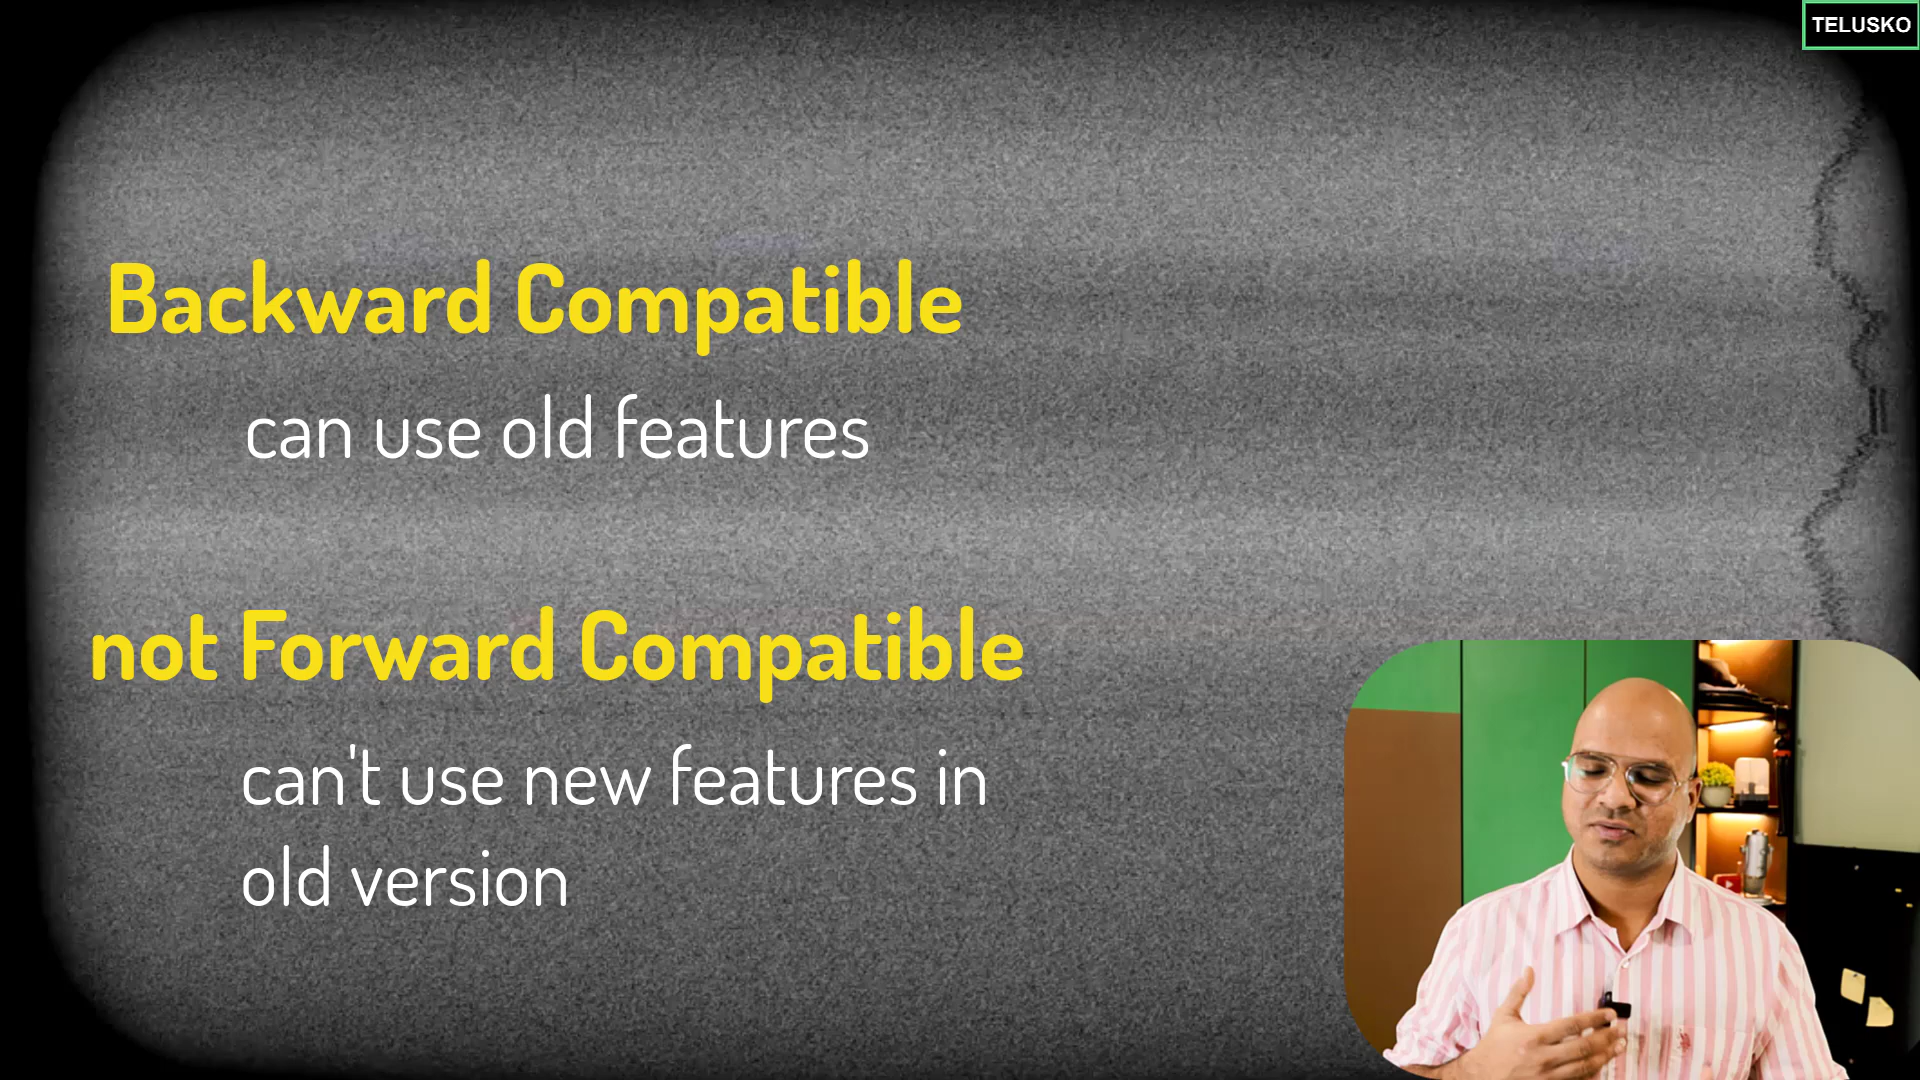 TELUSKO
Backward Compatible
can use old features
not Forward Compatible
can't use new features in
old version